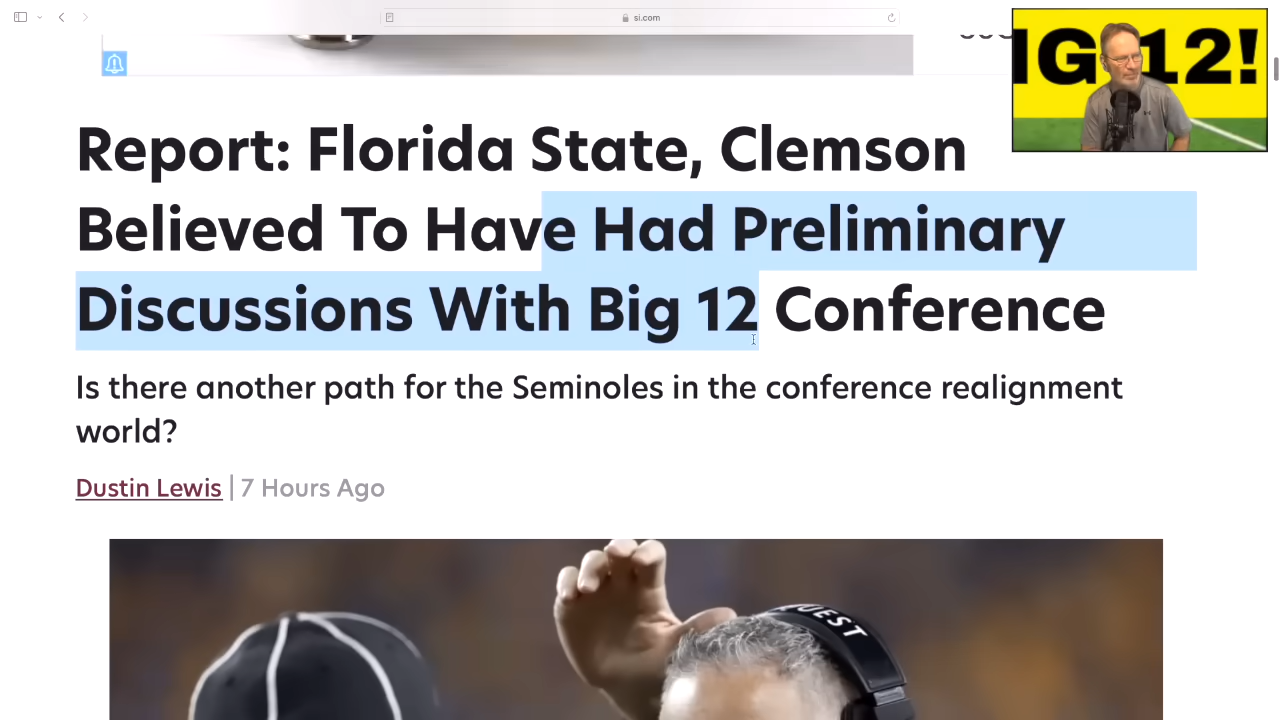 si.com
IG 12!
Report: Florida State, Clemson
Believed To Have Had Preliminary
Discussions With Big 12 Conference
Is there another path for the Seminoles in the conference realignment
world?
Dustin Lewis | 7 Hours Ago
QUEST